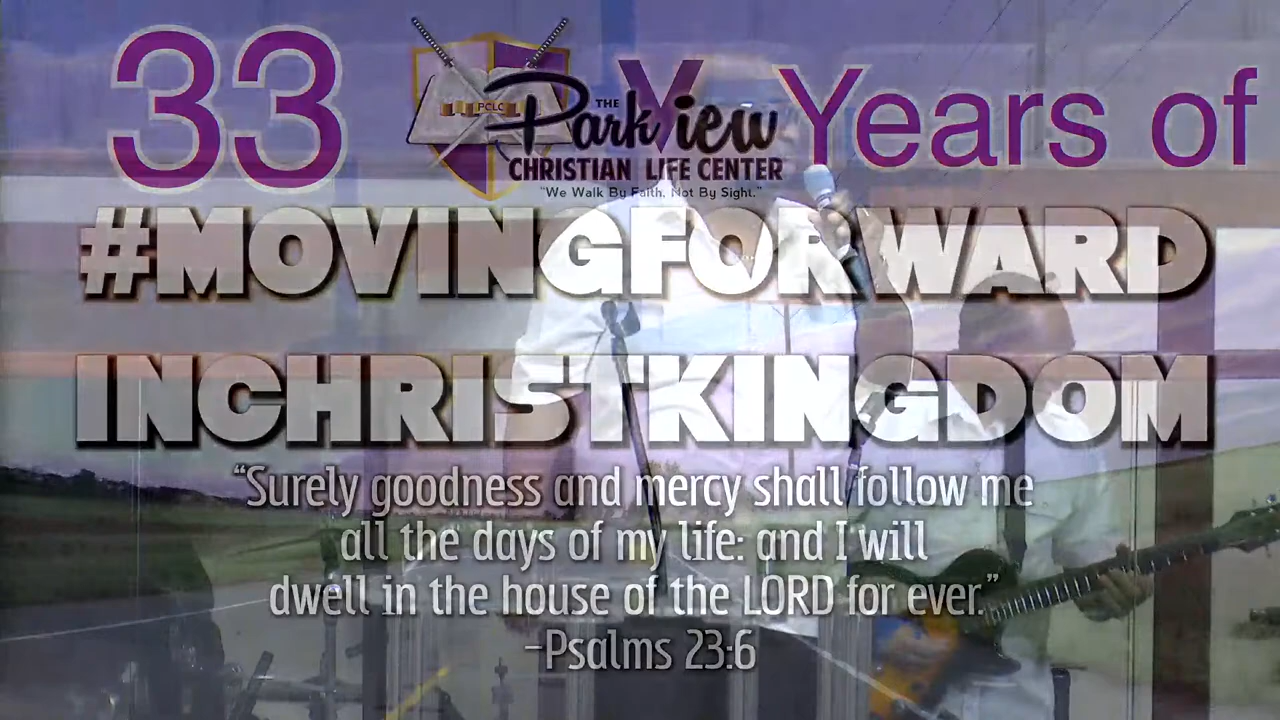 33 Years of
PCLC
THE
ParkView
CHRISTIAN LIFE CENTER
"We Walk By Faith, Not By Sight."
#MOVINGFORWARD
INCHRISTKINGDOM
“Surely goodness and mercy shall follow me
all the days of my life: and I will
dwell in the house of the LORD for ever.”
–Psalms 23:6